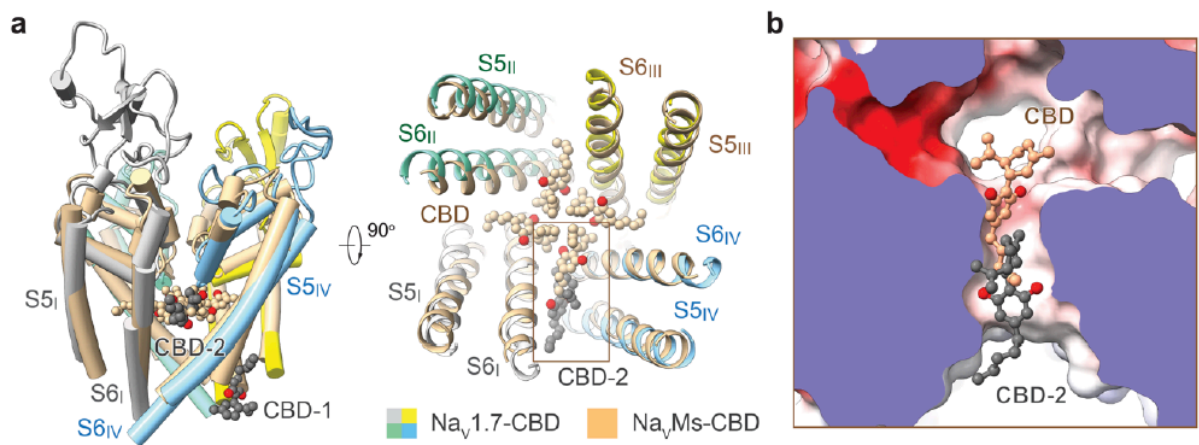 a
S5I
CBD-2
S5IV
S6I
CBD-1
S6IV
90°
S5II
S6III
S6II
S5III
CBD
S6IV
S5I
S5IV
S6I
CBD-2
NaV1.7-CBD
NaVMs-CBD
b
CBD
CBD-2